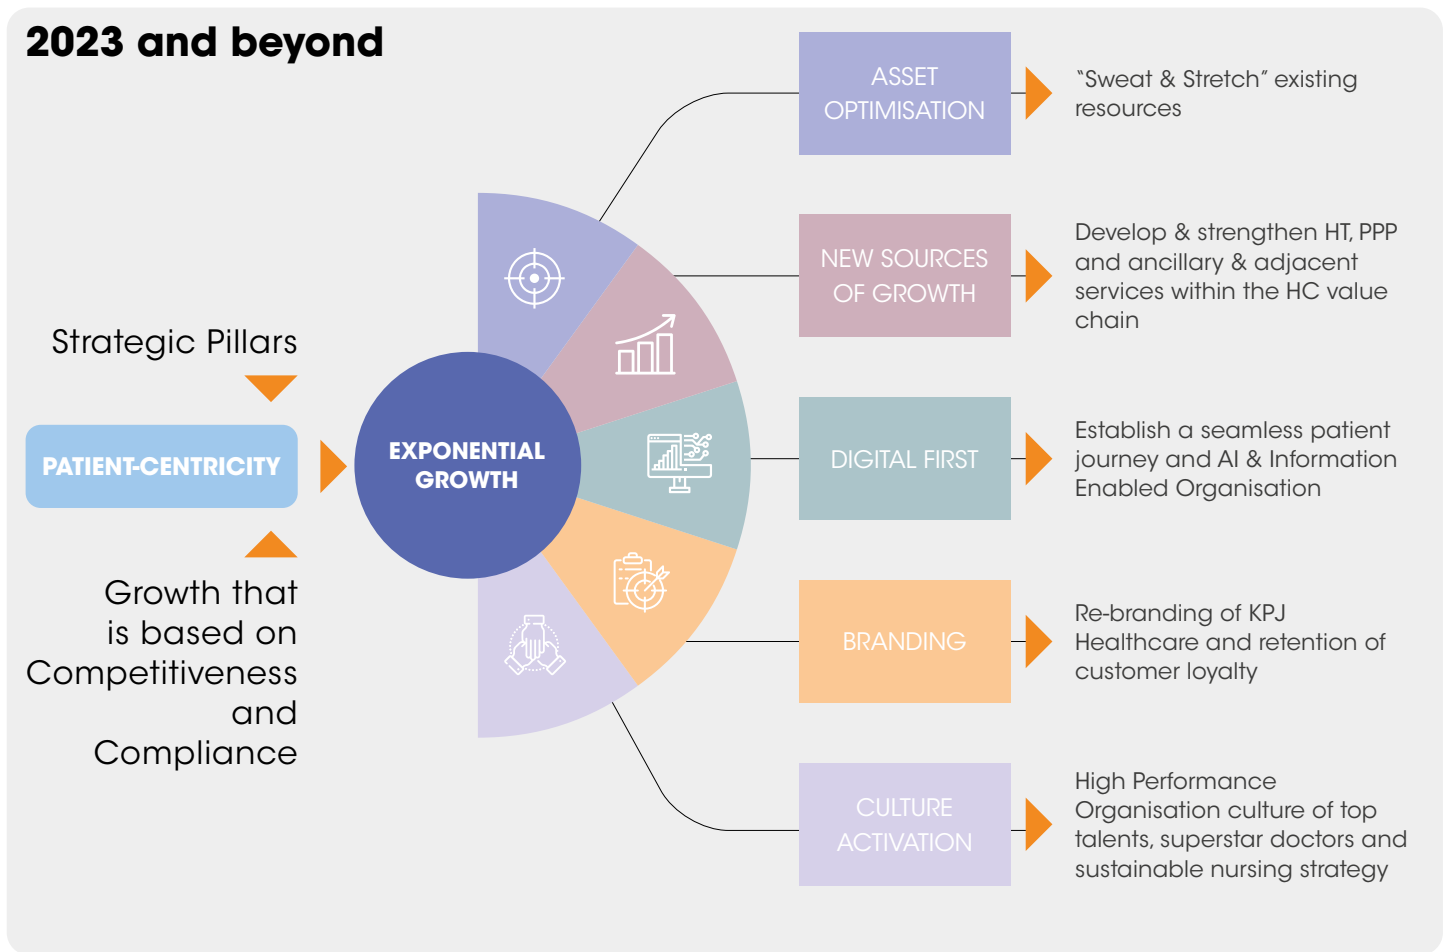 2023 and beyond
Strategic Pillars
PATIENT-CENTRICITY
Growth that
is based on
Competitiveness
and
Compliance
EXPONENTIAL
GROWTH
ASSET
OPTIMISATION
“Sweat & Stretch” existing
resources
NEW SOURCES
OF GROWTH
Develop & strengthen HT, PPP
and ancillary & adjacent
services within the HC value
chain
DIGITAL FIRST
Establish a seamless patient
journey and AI & Information
Enabled Organisation
BRANDING
Re-branding of KPJ
Healthcare and retention of
customer loyalty
CULTURE
ACTIVATION
High Performance
Organisation culture of top
talents, superstar doctors and
sustainable nursing strategy